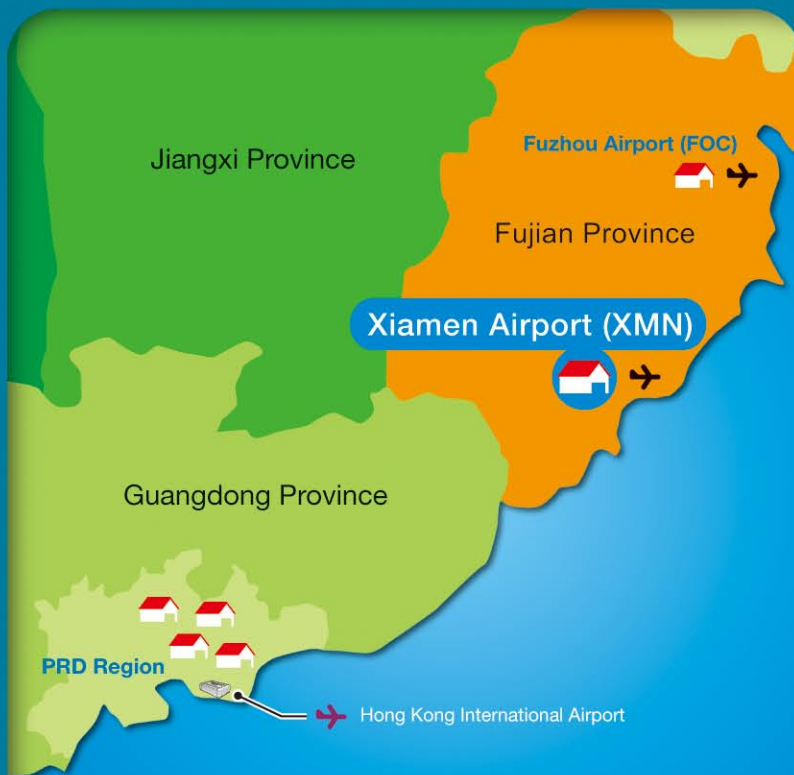 Jiangxi Province
Fuzhou Airport (FOC)
Fujian Province
Xiamen Airport (XMN)
Guangdong Province
PRD Region
Hong Kong International Airport